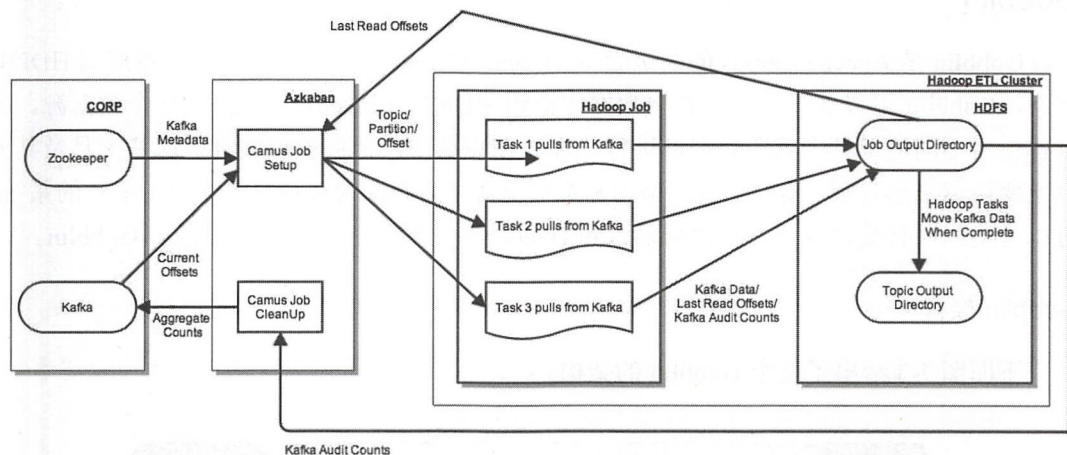 Last Read Offsets
Hadoop ETL Cluster
CORP
Azkaban
Hadoop Job
HDFS
Zookeeper
Kafka
Metadata
Camus Job
Setup
Topic/
Partition/
Offset
Task 1 pulls from Kafka
Job Output Directory
Task 2 pulls from Kafka
Hadoop Tasks
Move Kafka Data
When Complete
Current
Offsets
Kafka
Aggregate
Counts
Camus Job
CleanUp
Task 3 pulls from Kafka
Kafka Data/
Last Read Offsets/
Kafka Audit Counts
Topic Output
Directory
Kafka Audit Counts